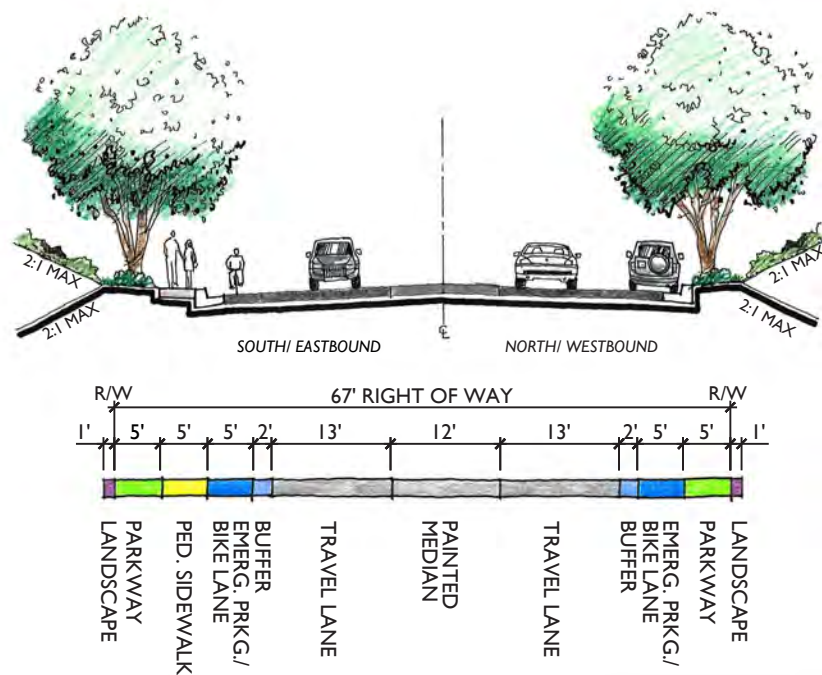 2:1 MAX
2:1 MAX
2:1 MAX
2:1 MAX
℄
SOUTH/ EASTBOUND
NORTH/ WESTBOUND
R/W
67' RIGHT OF WAY
R/W
1'
5'
5'
5'
2'
13'
12'
13'
2'
5'
5'
1'
LANDSCAPE
PARKWAY
PED. SIDEWALK
EMERG. PRKG./
BIKE LANE
BUFFER
TRAVEL LANE
PAINTED
MEDIAN
TRAVEL LANE
BUFFER
EMERG. PRKG./
BIKE LANE
PARKWAY
LANDSCAPE